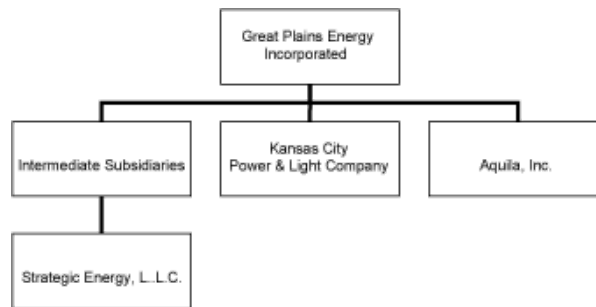 Great Plains Energy
Incorporated
Intermediate Subsidiaries
Kansas City
Power & Light Company
Aquila, Inc.
Strategic Energy, L..L.C.